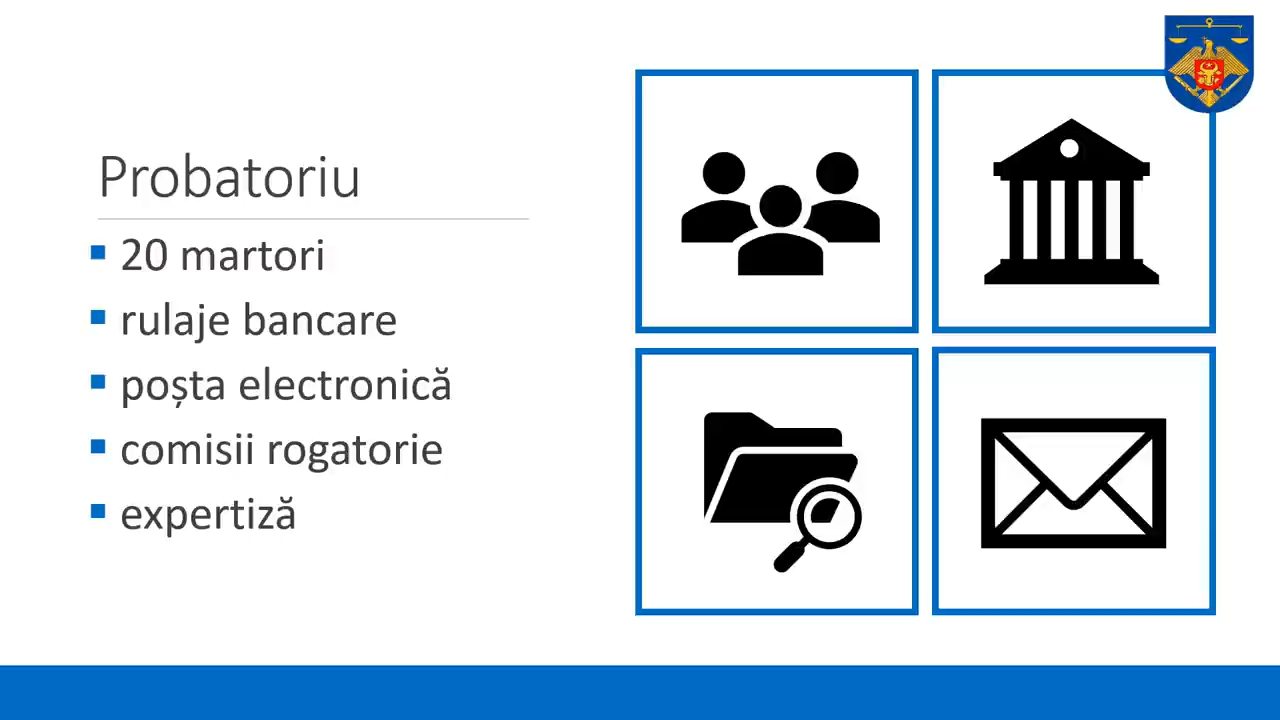 Probatoriu
20 martori
rulaje bancare
poșta electronică
comisii rogatorie
expertiză